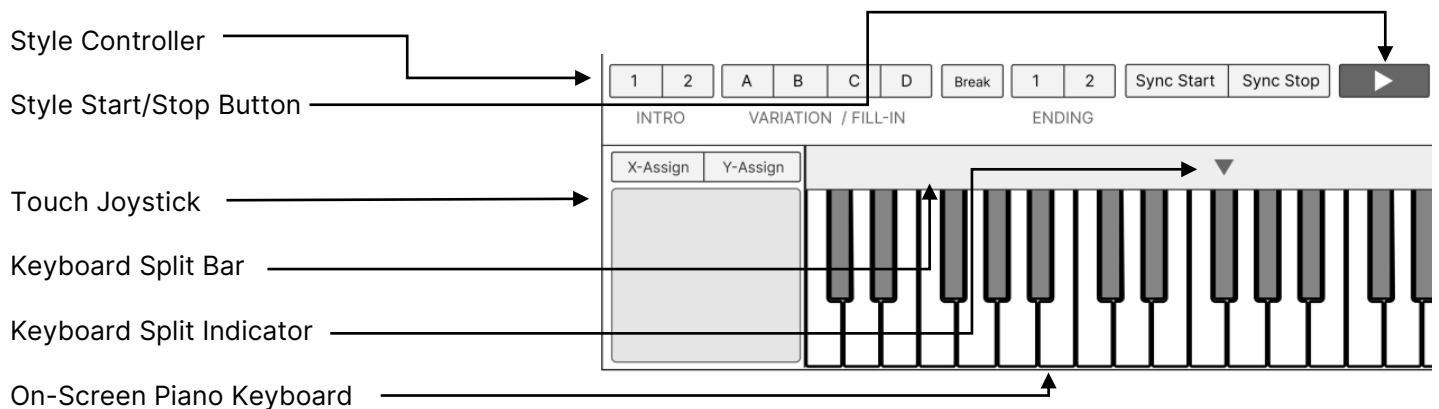 Style Controller
Style Start/Stop Button
1 2 A B C D Break 1 2 Sync Start Sync Stop
INTRO VARIATION / FILL-IN ENDING
X-Assign Y-Assign
Touch Joystick
Keyboard Split Bar
Keyboard Split Indicator
On-Screen Piano Keyboard